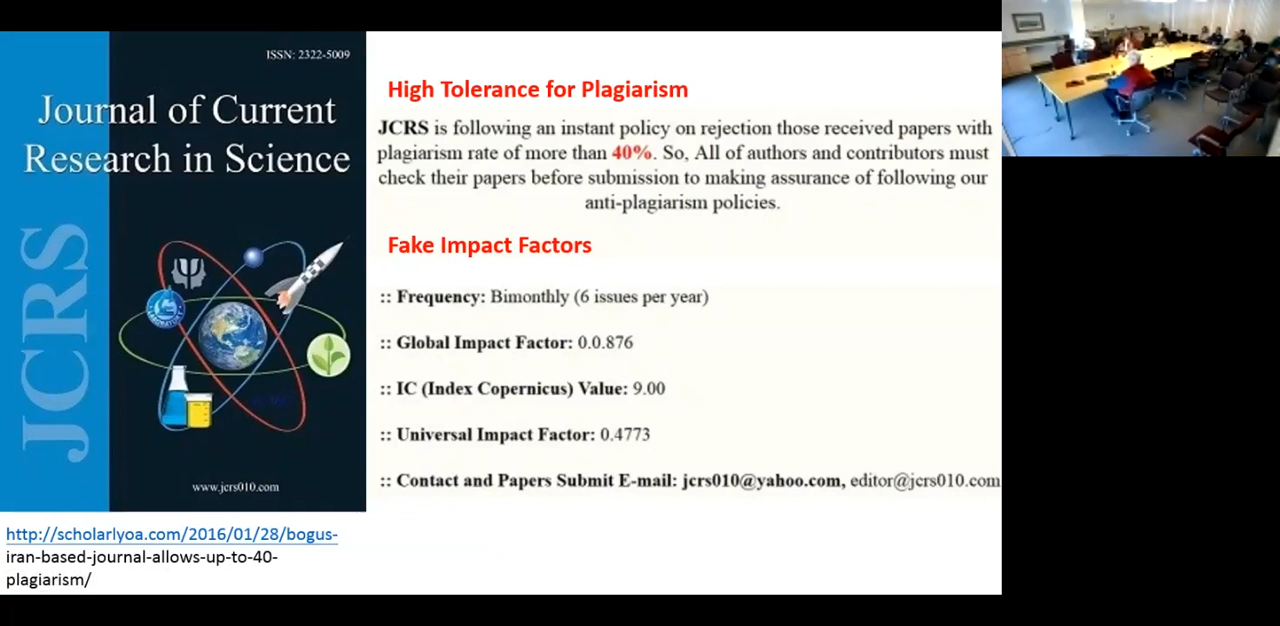 ISSN: 2322-5009
Journal of Current
Research in Science
JCRS
www.jcrs010.com
http://scholarlyoa.com/2016/01/28/bogus-
iran-based-journal-allows-up-to-40-
plagiarism/
High Tolerance for Plagiarism
JCRS is following an instant policy on rejection those received papers with
plagiarism rate of more than 40%. So, All of authors and contributors must
check their papers before submission to making assurance of following our
anti-plagiarism policies.
Fake Impact Factors
:: Frequency: Bimonthly (6 issues per year)
:: Global Impact Factor: 0.0.876
:: IC (Index Copernicus) Value: 9.00
:: Universal Impact Factor: 0.4773
:: Contact and Papers Submit E-mail: jcrs010@yahoo.com, editor@jcrs010.com